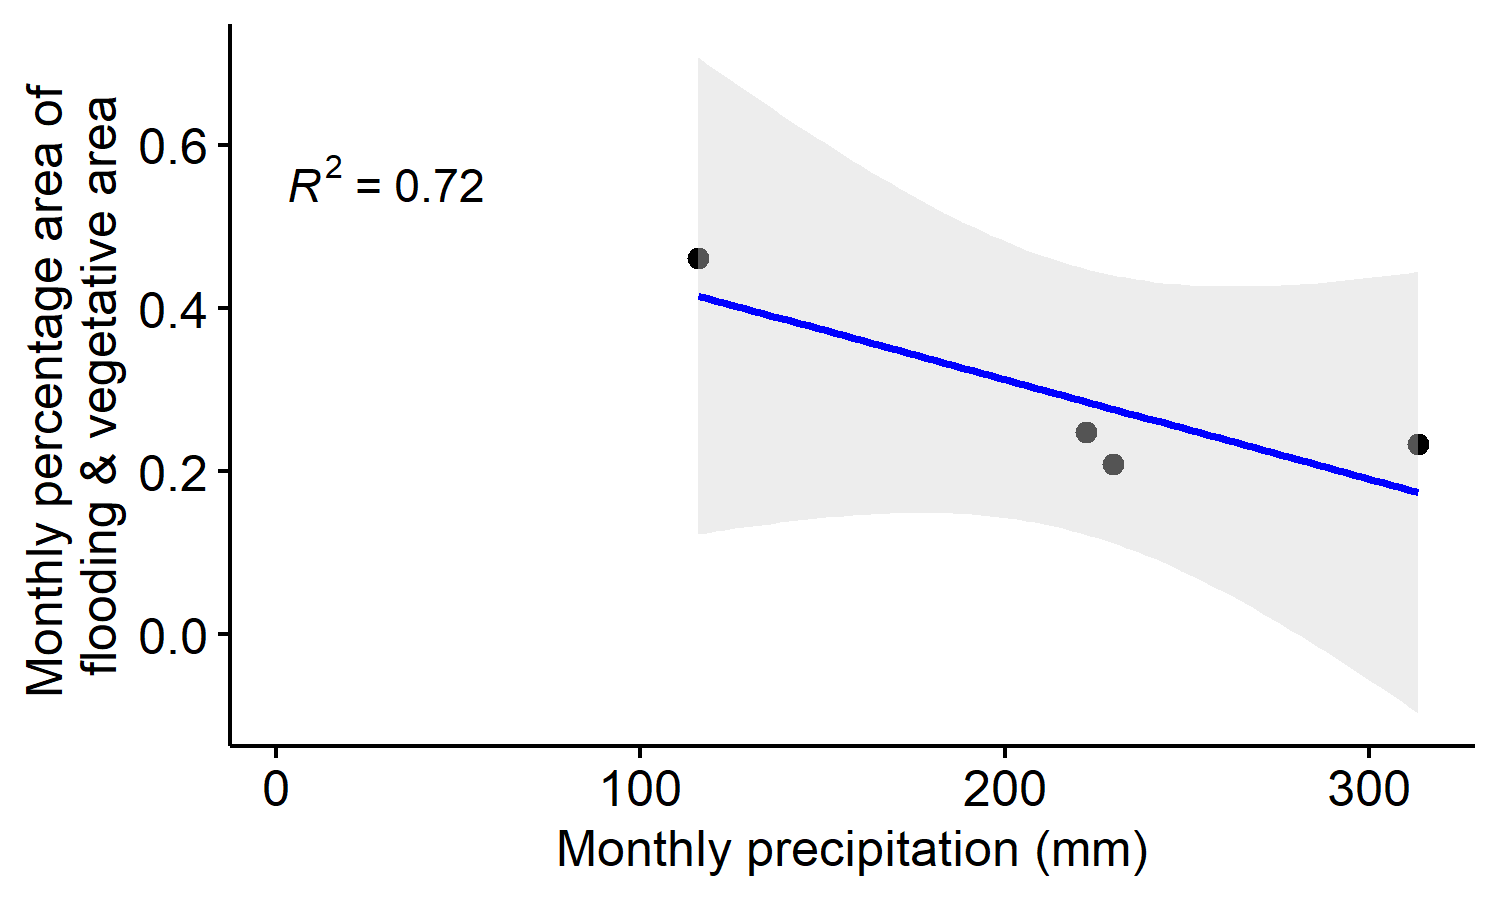 Monthly percentage area of
flooding & vegetative area
0.6
0.4
0.2
0.0
R² = 0.72
0
100
200
300
Monthly precipitation (mm)